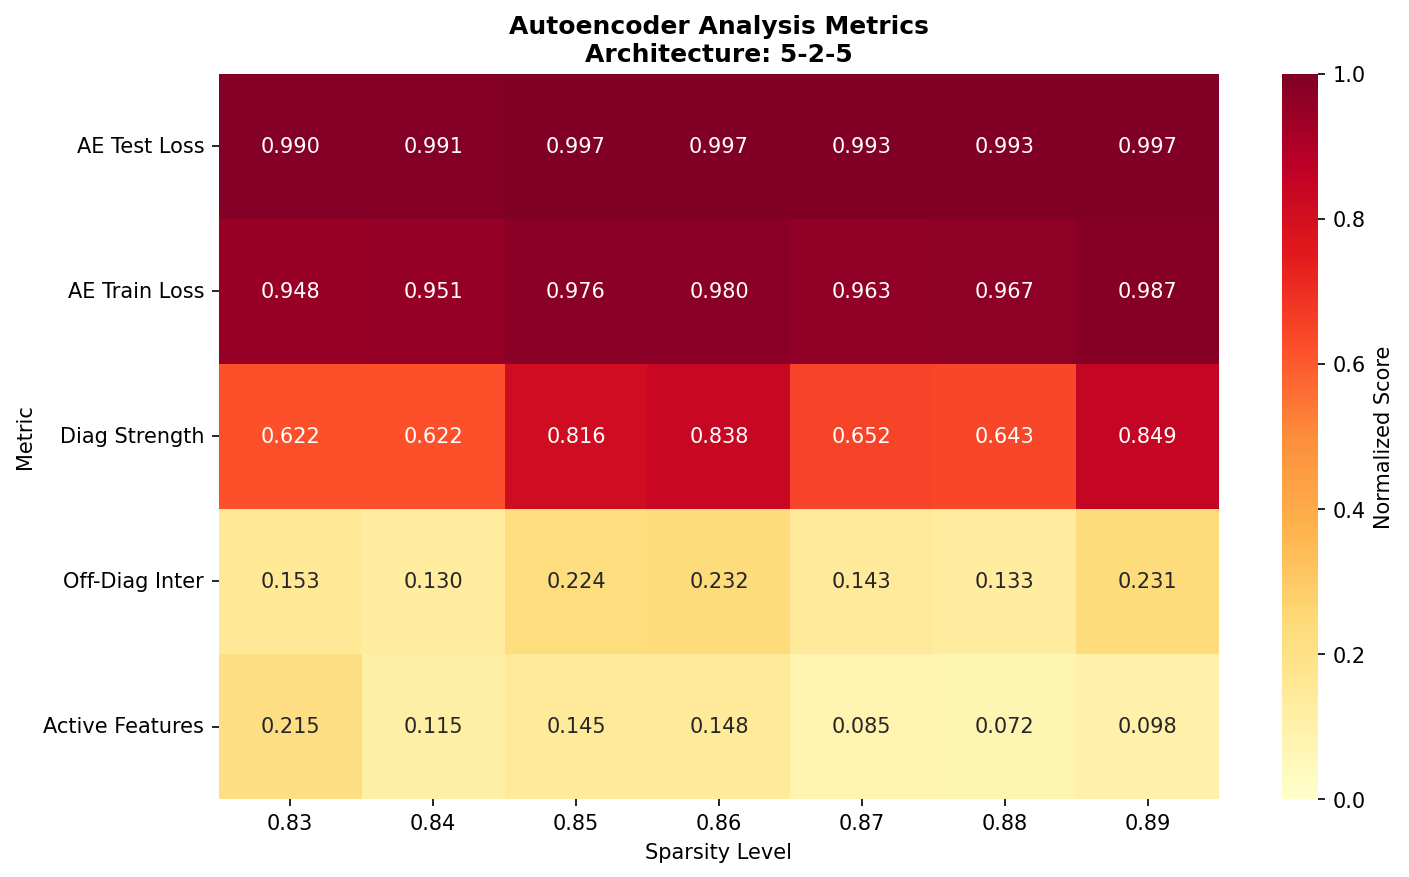 Autoencoder Analysis Metrics
Architecture: 5-2-5
AE Test Loss 0.990 0.991 0.997 0.997 0.993 0.993 0.997
AE Train Loss 0.948 0.951 0.976 0.980 0.963 0.967 0.987
Diag Strength 0.622 0.622 0.816 0.838 0.652 0.643 0.849
Off-Diag Inter 0.153 0.130 0.224 0.232 0.143 0.133 0.231
Active Features 0.215 0.115 0.145 0.148 0.085 0.072 0.098
0.83 0.84 0.85 0.86 0.87 0.88 0.89
Sparsity Level
Metric
1.0
0.8
0.6
0.4
0.2
0.0
Normalized Score